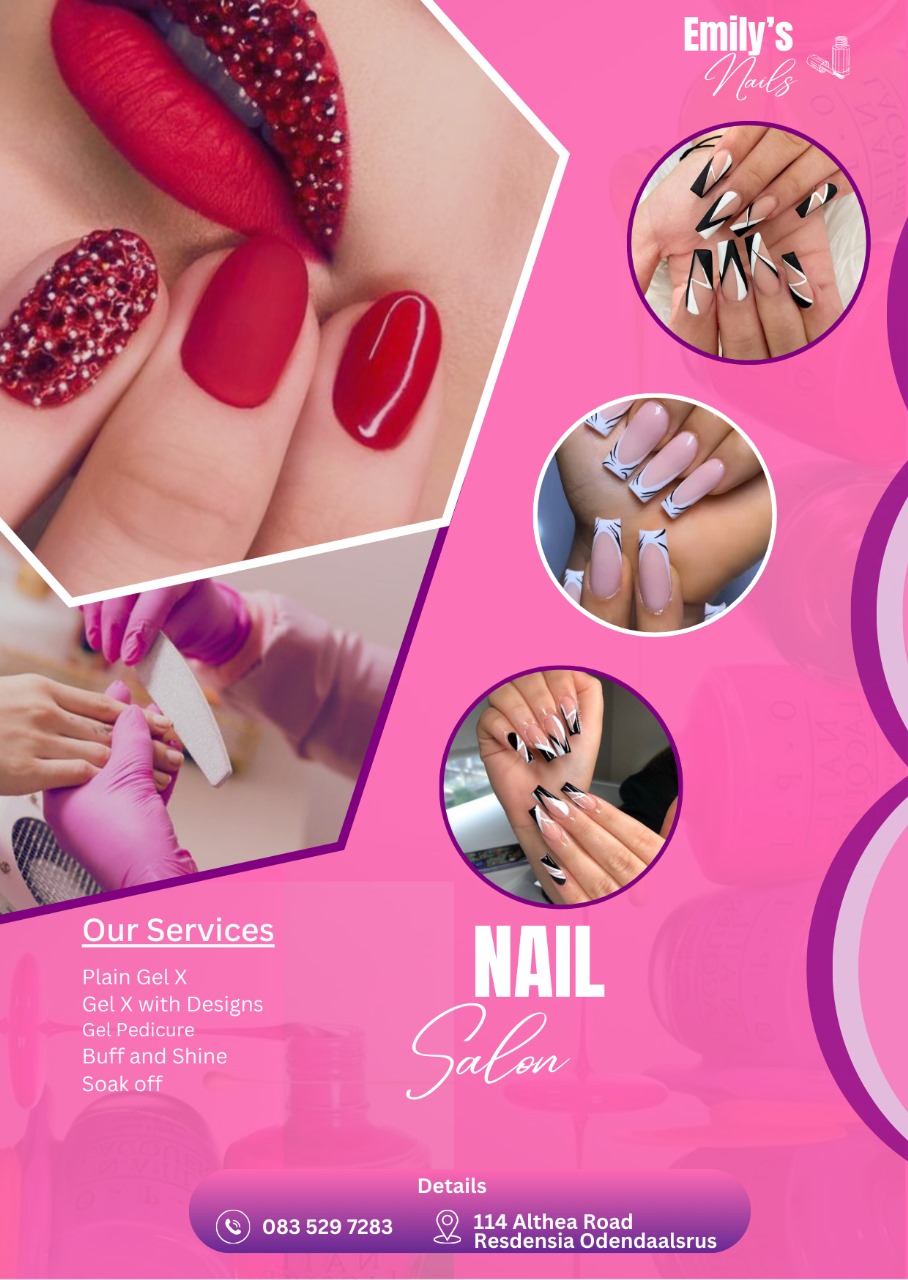 Emily's
Nails
Our Services
Plain Gel X
Gel X with Designs
Gel Pedicure
Buff and Shine
Soak off
NAIL
Salon
Details
083 529 7283
114 Althea Road
Resdensia Odendaalsrus